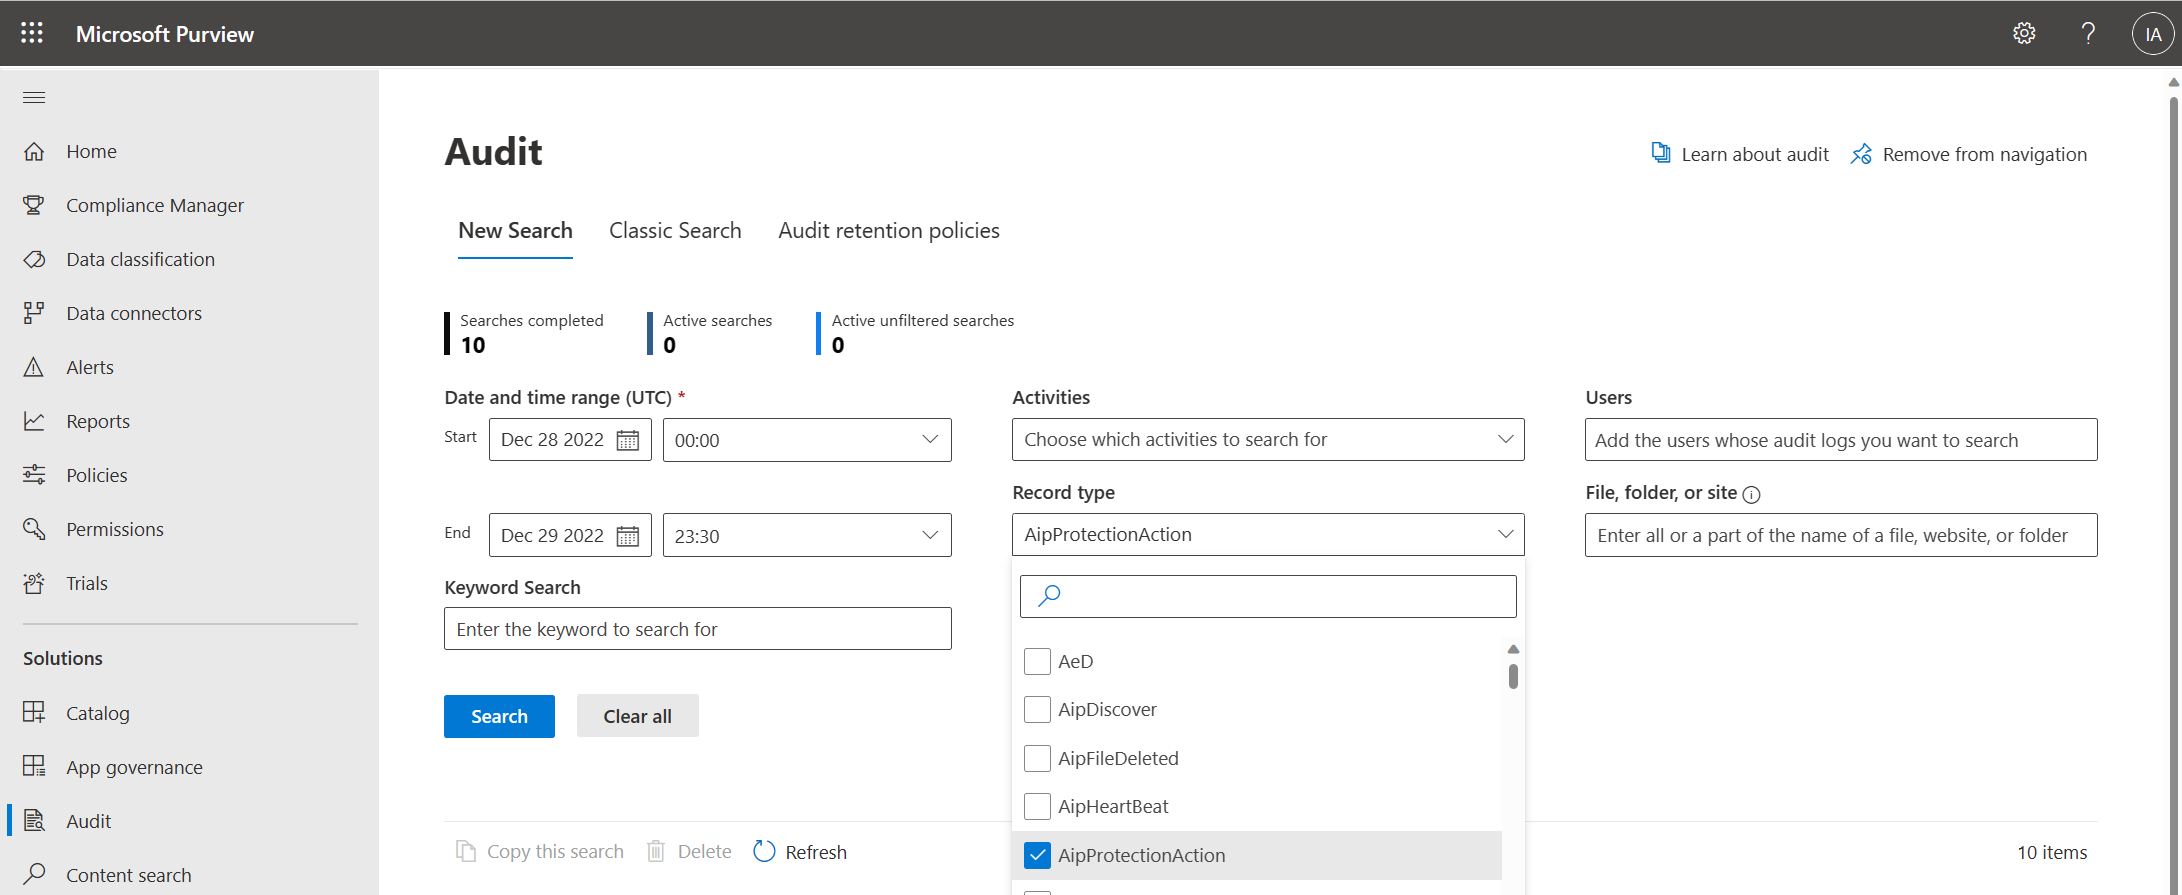 Microsoft Purview
?
IA
Home
Compliance Manager
Data classification
Data connectors
Alerts
Reports
Policies
Permissions
Trials
Solutions
Catalog
App governance
Audit
Content search
Audit
Learn about audit
Remove from navigation
New Search
Classic Search
Audit retention policies
Searches completed
10
Active searches
0
Active unfiltered searches
0
Date and time range (UTC) *
Start
Dec 28 2022
00:00
End
Dec 29 2022
23:30
Keyword Search
Enter the keyword to search for
Search
Clear all
Activities
Choose which activities to search for
Record type
AipProtectionAction
AeD
AipDiscover
AipFileDeleted
AipHeartBeat
AipProtectionAction
Users
Add the users whose audit logs you want to search
File, folder, or site
Enter all or a part of the name of a file, website, or folder
Copy this search
Delete
Refresh
10 items